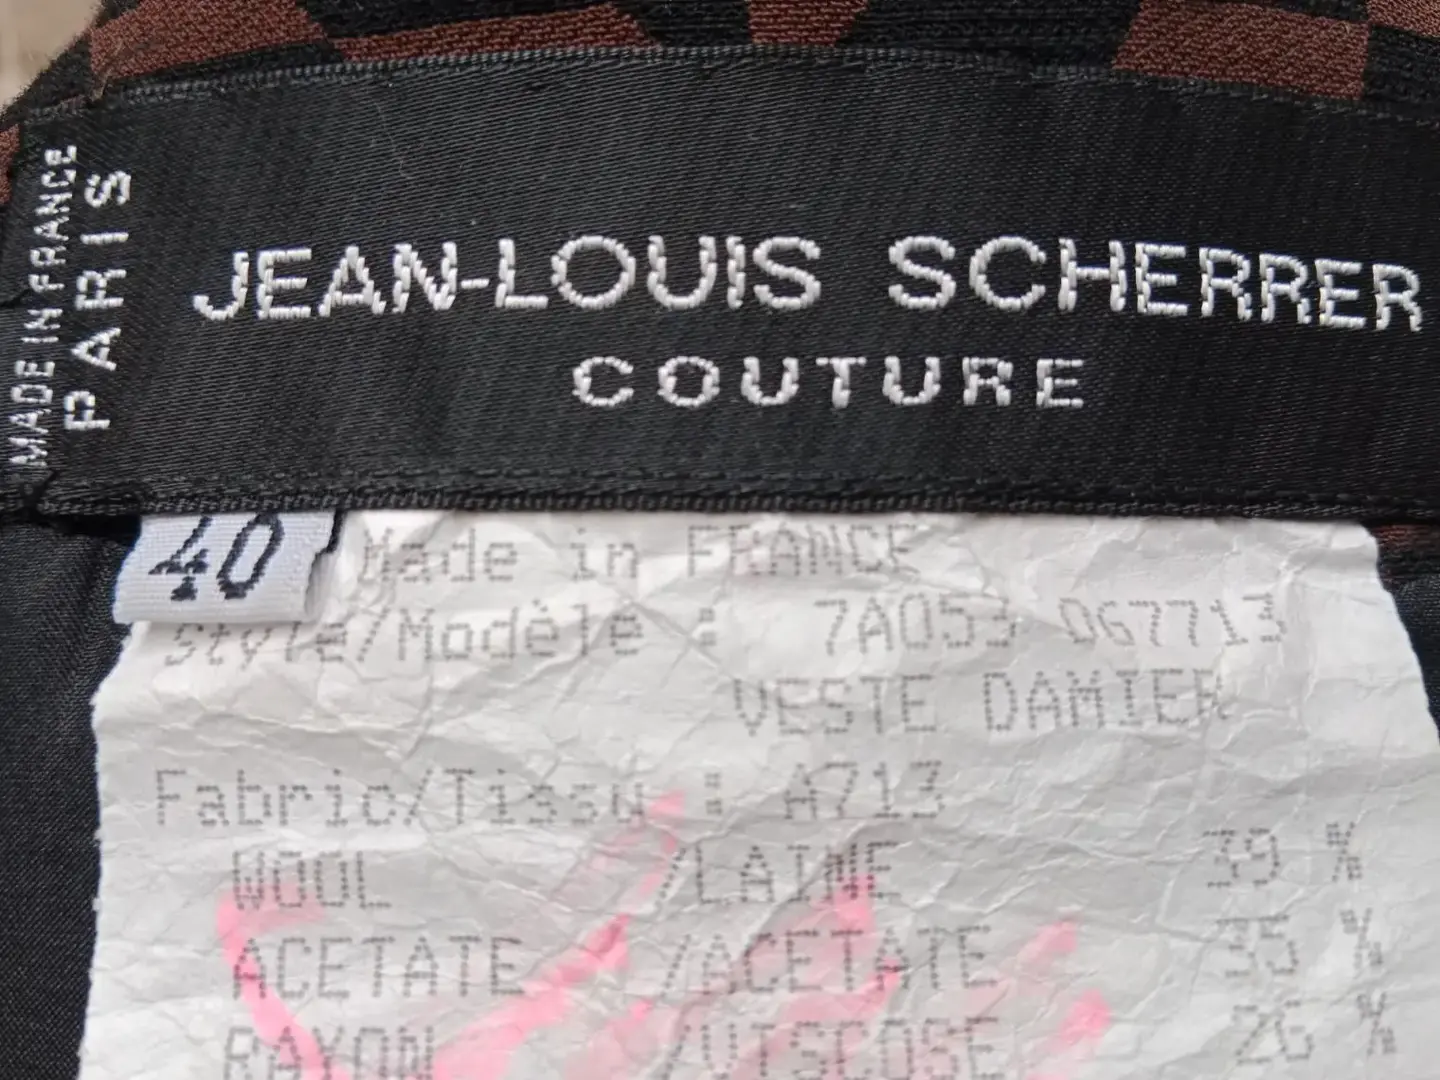 MADE IN FRANCE
PARIS
JEAN-LOUIS SCHERRER
COUTURE
40
Made in FRANCE
Style/Modèle : 7A053 067713
VESTE DAMIER
Fabric/Tissu : A713
WOOL /LAINE 39 %
ACETATE /ACETATE 35 %
RAYON /VISCOSE 26 %